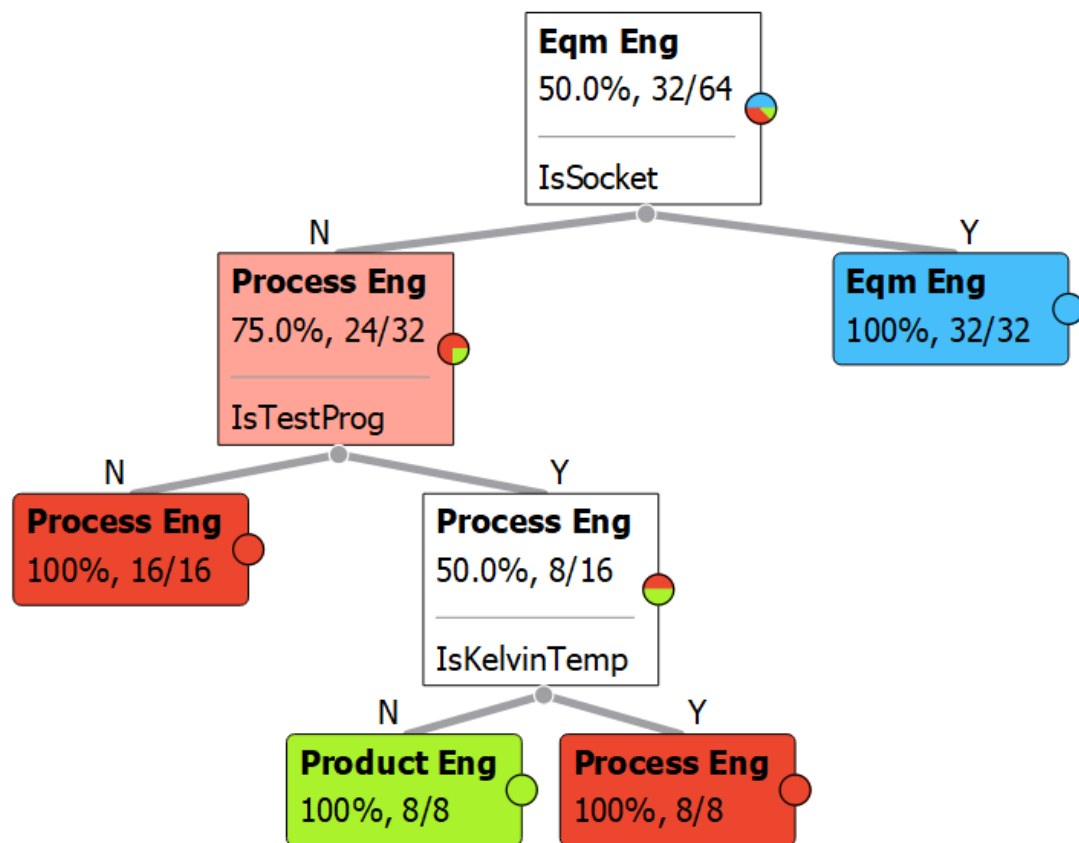 Eqm Eng
50.0%, 32/64
IsSocket
N
Y
Process Eng
75.0%, 24/32
IsTestProg
Eqm Eng
100%, 32/32
N
Y
Process Eng
100%, 16/16
Process Eng
50.0%, 8/16
IsKelvinTemp
N
Y
Product Eng
100%, 8/8
Process Eng
100%, 8/8